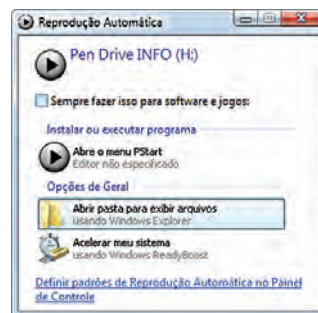 Reprodução Automática
Pen Drive INFO (H:)
Sempre fazer isso para software e jogos:
Instalar ou executar programa
Abre o menu PStart
Editor não especificado
Opções de Geral
Abrir pasta para exibir arquivos
usando Windows Explorer
Acelerar meu sistema
usando Windows ReadyBoost
Definir padrões de Reprodução Automática no Painel
de Controle